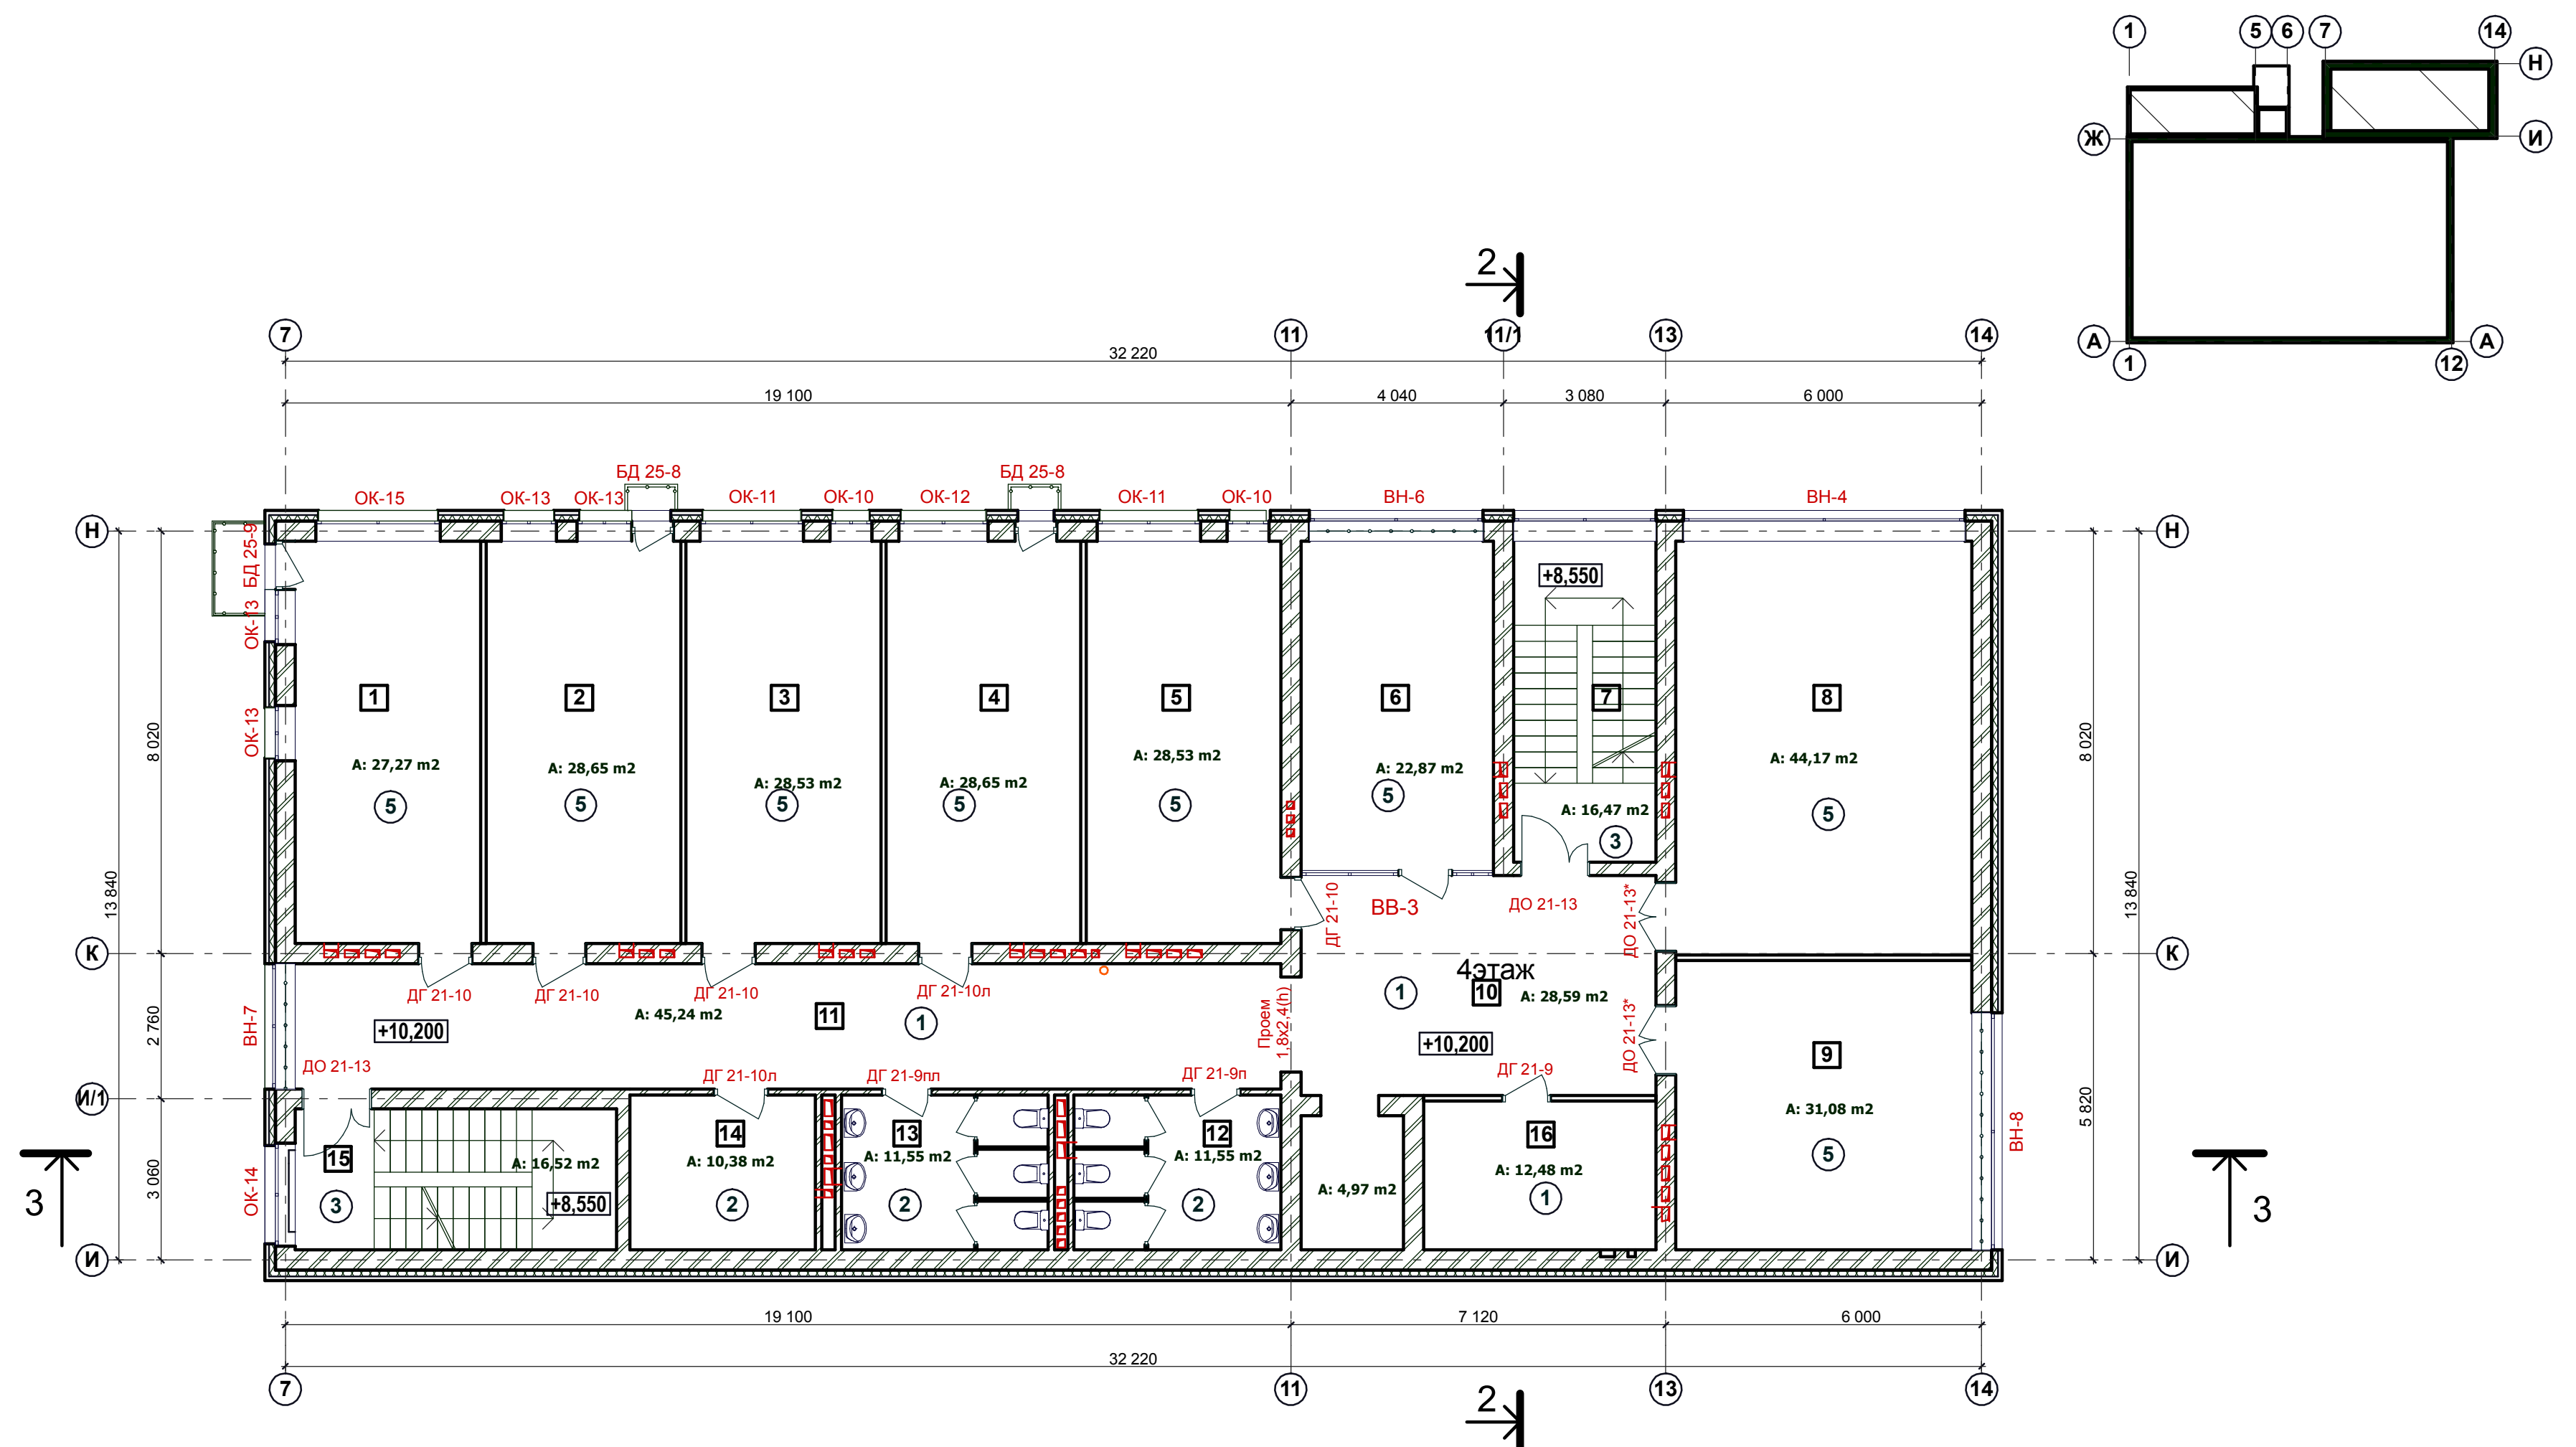 1 5 6 7 14
Н
Ж И
А А
1 12
2
7 11 11/1 13 14
32 220
19 100 4 040 3 080 6 000
БД 25-8 БД 25-8
ОК-15 ОК-13 ОК-13 ОК-11 ОК-10 ОК-12 ОК-11 ОК-10 ВН-6 ВН-4
Н Н
БД 25-9
+8,550
ОК-13
1 2 3 4 5 6 7 8
ОК-13
8 020 8 020
A: 27,27 m2 A: 28,65 m2 A: 28,53 m2 A: 28,65 m2 A: 28,53 m2 A: 22,87 m2 A: 44,17 m2
5 5 5 5 5 5 5
A: 16,47 m2
3
13 840 13 840
ДГ 21-10 ВВ-3 ДО 21-13 ДО 21-13*
К К
4этаж
ДГ 21-10 ДГ 21-10 ДГ 21-10 ДГ 21-10л
1 10 A: 28,59 m2
A: 45,24 m2 11 1
Проем
1,8х2,4(h)
ВН-7 +10,200 +10,200 ДО 21-13*
2 760
9
ДО 21-13 ДГ 21-10л ДГ 21-9пл ДГ 21-9п ДГ 21-9
И/1
A: 31,08 m2
5 820
ВН-8
14 13 12 16
15 A: 16,52 m2 A: 10,38 m2 A: 11,55 m2 A: 11,55 m2 A: 12,48 m2
5
3 060
ОК-14
A: 4,97 m2
3 3 +8,550 2 2 2 1 3
И И
19 100 7 120 6 000
32 220
7 11 13 14
2